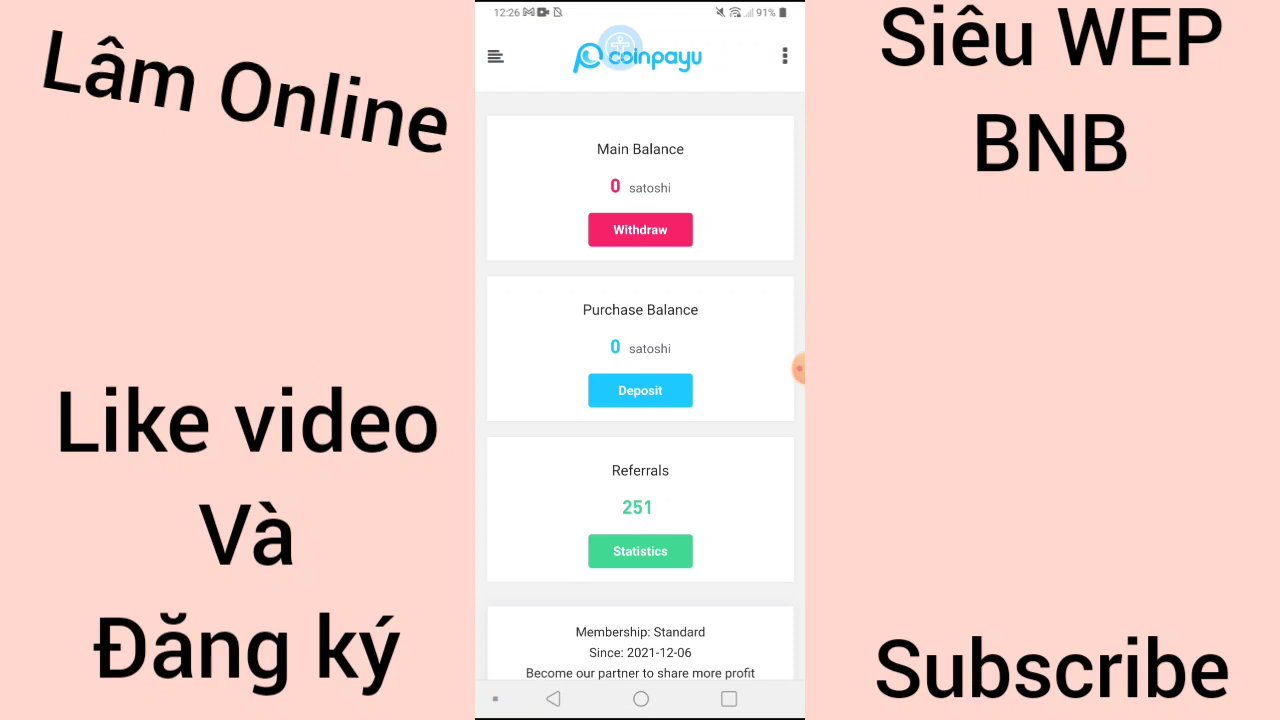 Lâm Online
Like video
Và
Đăng ký
12:26
91%
coinpayu
Main Balance
0 satoshi
Withdraw
Purchase Balance
0 satoshi
Deposit
Referrals
251
Statistics
Membership: Standard
Since: 2021-12-06
Become our partner to share more profit
Siêu WEP
BNB
Subscribe